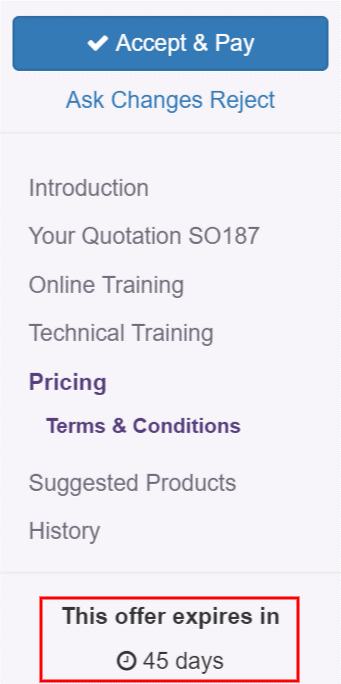 Accept & Pay
Ask Changes Reject
Introduction
Your Quotation SO187
Online Training
Technical Training
Pricing
Terms & Conditions
Suggested Products
History
This offer expires in
45 days